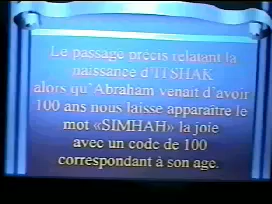 Le passage précis relatant la
naissance d'ITSHAK
alors qu'Abraham venait d'avoir
100 ans nous laisse apparaître le
mot «SIMHAH» la joie
avec un code de 100
correspondant à son age.